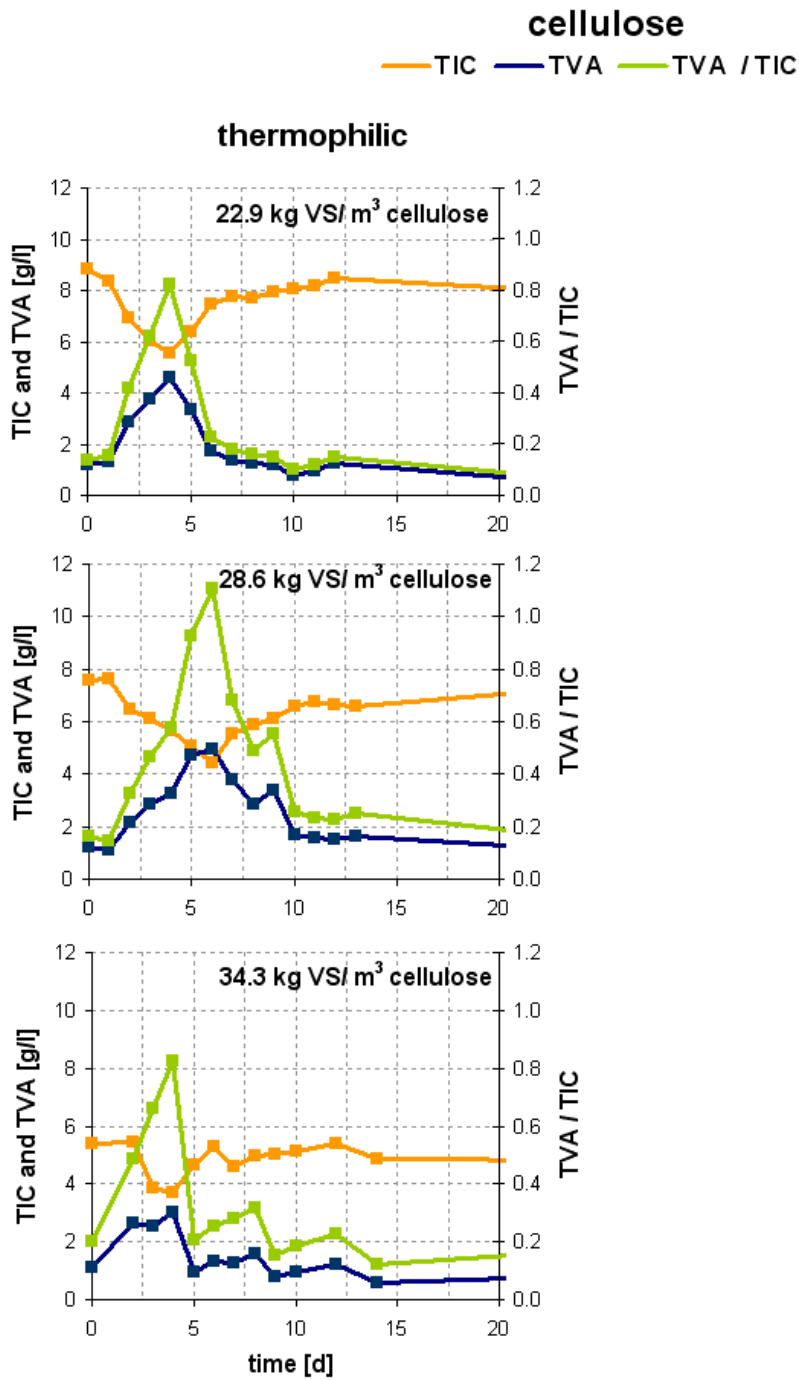 cellulose
TIC TVA TVA / TIC
thermophilic
22.9 kg VS/ m³ cellulose
TIC and TVA [g/l]
12
10
8
6
4
2
0
1.2
1.0
0.8
0.6
0.4
0.2
0.0
TVA / TIC
0 5 10 15 20
28.6 kg VS/ m³ cellulose
TIC and TVA [g/l]
12
10
8
6
4
2
0
1.2
1.0
0.8
0.6
0.4
0.2
0.0
TVA / TIC
0 5 10 15 20
34.3 kg VS/ m³ cellulose
TIC and TVA [g/l]
12
10
8
6
4
2
0
1.2
1.0
0.8
0.6
0.4
0.2
0.0
TVA / TIC
0 5 10 15 20
time [d]